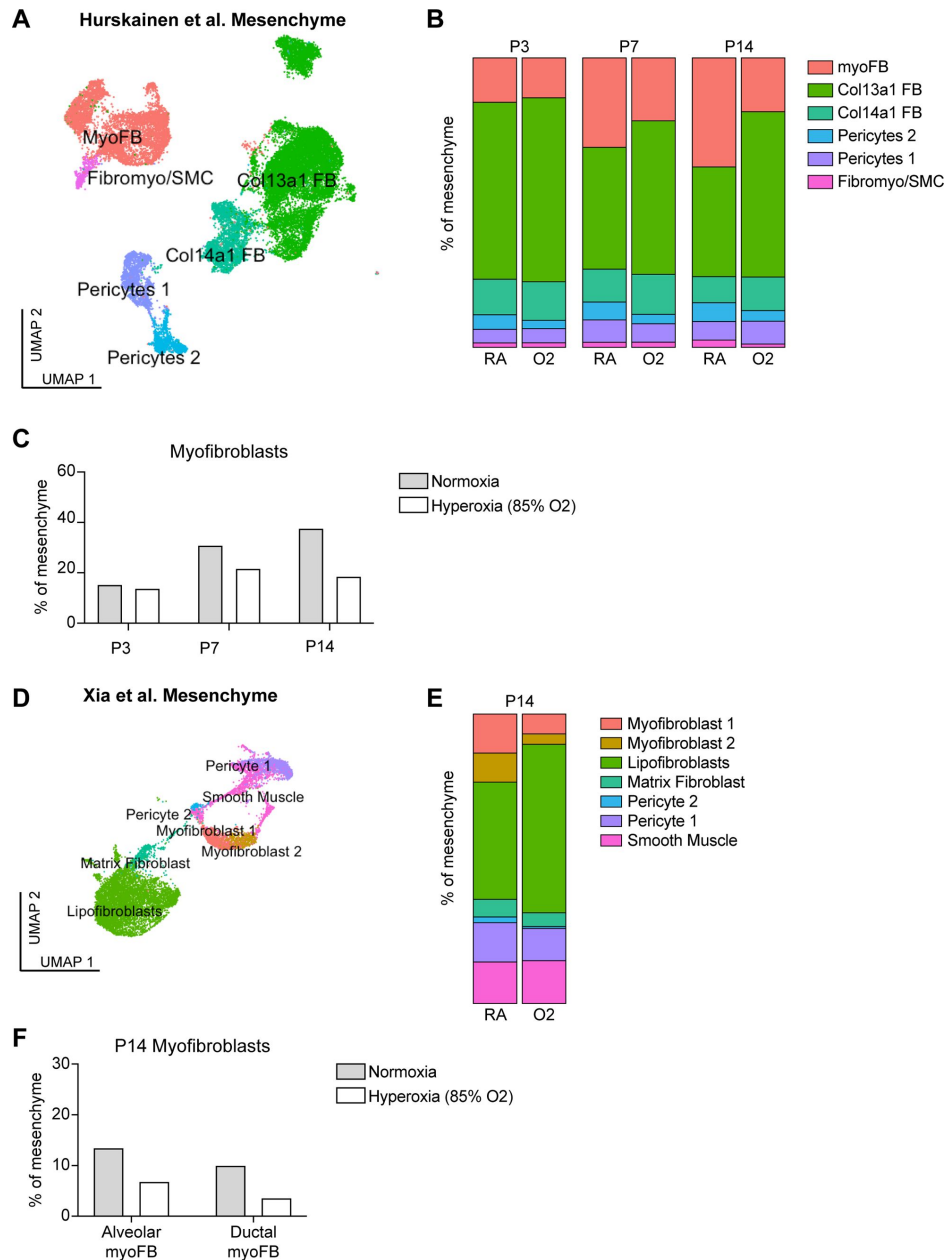 A
Hurskainen et al. Mesenchyme
MyoFB
Fibromyo/SMC
Col13a1 FB
Col14a1 FB
Pericytes 1
Pericytes 2
UMAP 2
UMAP 1
B
P3
P7
P14
% of mesenchyme
RA
O2
RA
O2
RA
O2
myoFB
Col13a1 FB
Col14a1 FB
Pericytes 2
Pericytes 1
Fibromyo/SMC
C
Myofibroblasts
% of mesenchyme
60
40
20
0
P3
P7
P14
Normoxia
Hyperoxia (85% O2)
D
Xia et al. Mesenchyme
Pericyte 1
Smooth Muscle
Pericyte 2
Myofibroblast 1
Myofibroblast 2
Matrix Fibroblast
Lipofibroblasts
UMAP 2
UMAP 1
E
P14
% of mesenchyme
RA
O2
Myofibroblast 1
Myofibroblast 2
Lipofibroblasts
Matrix Fibroblast
Pericyte 2
Pericyte 1
Smooth Muscle
F
P14 Myofibroblasts
% of mesenchyme
30
20
10
0
Alveolar
myoFB
Ductal
myoFB
Normoxia
Hyperoxia (85% O2)